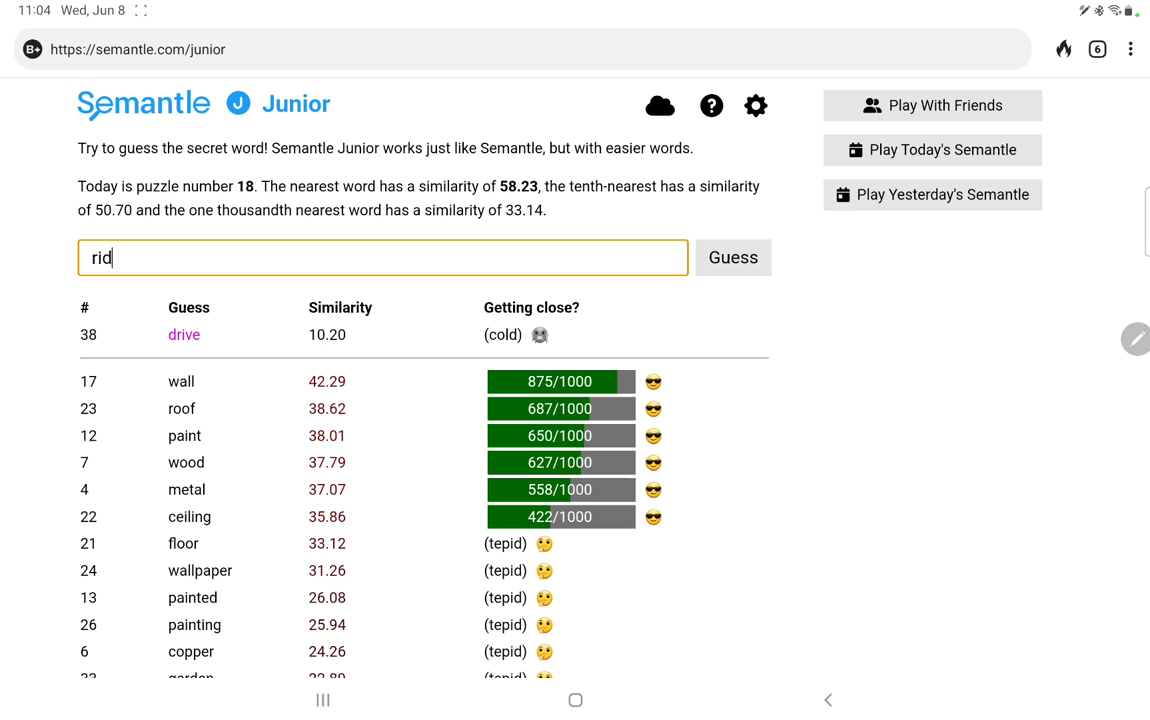 11:04 Wed, Jun 8
B+ https://semantle.com/junior 6
Semantle J Junior
Play With Friends
Try to guess the secret word! Semantle Junior works just like Semantle, but with easier words.
Play Today's Semantle
Today is puzzle number 18. The nearest word has a similarity of 58.23, the tenth-nearest has a similarity
of 50.70 and the one thousandth nearest word has a similarity of 33.14.
Play Yesterday's Semantle
rid Guess
# Guess Similarity Getting close?
38 drive 10.20 (cold)
17 wall 42.29 875/1000
23 roof 38.62 687/1000
12 paint 38.01 650/1000
7 wood 37.79 627/1000
4 metal 37.07 558/1000
22 ceiling 35.86 422/1000
21 floor 33.12 (tepid)
24 wallpaper 31.26 (tepid)
13 painted 26.08 (tepid)
26 painting 25.94 (tepid)
6 copper 24.26 (tepid)
garden (tepid)